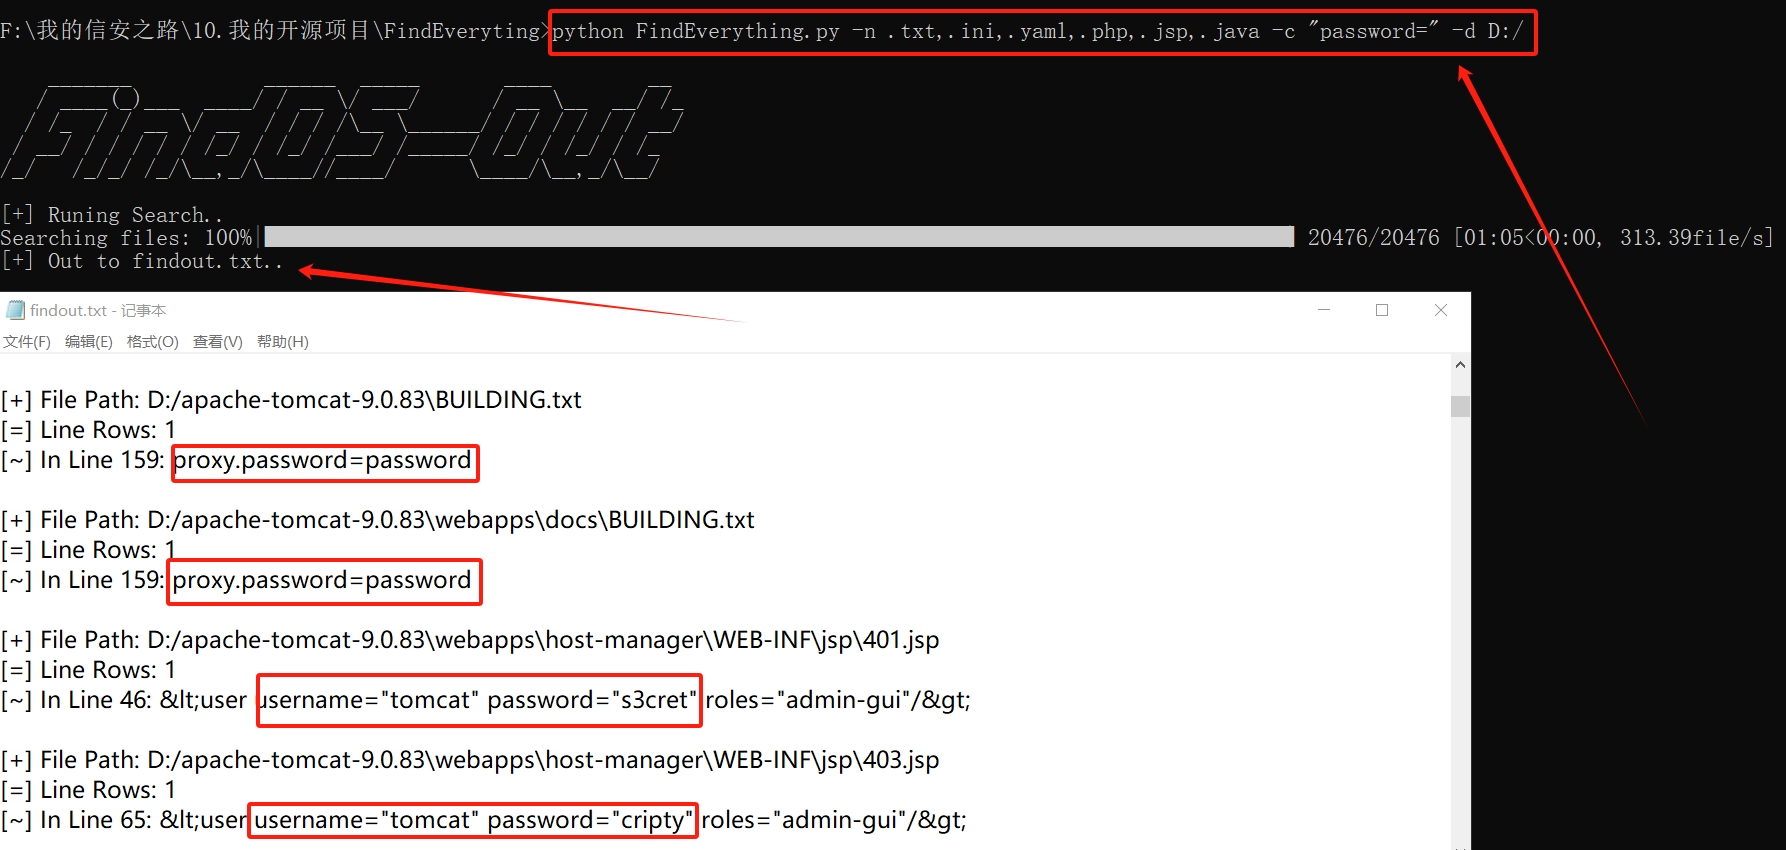 F:\我的信安之路\10.我的开源项目\FindEveryting>python FindEverything.py -n .txt,.ini,.yaml,.php,.jsp,.java -c "password=" -d D:/
FindOS-Out
[+] Runing Search..
Searching files: 100%| 20476/20476 [01:05<00:00, 313.39file/s]
[+] Out to findout.txt..
findout.txt - 记事本
文件(F) 编辑(E) 格式(O) 查看(V) 帮助(H)
[+] File Path: D:/apache-tomcat-9.0.83\BUILDING.txt
[=] Line Rows: 1
[~] In Line 159: proxy.password=password
[+] File Path: D:/apache-tomcat-9.0.83\webapps\docs\BUILDING.txt
[=] Line Rows: 1
[~] In Line 159: proxy.password=password
[+] File Path: D:/apache-tomcat-9.0.83\webapps\host-manager\WEB-INF\jsp\401.jsp
[=] Line Rows: 1
[~] In Line 46: &lt;user username="tomcat" password="s3cret" roles="admin-gui"/&gt;
[+] File Path: D:/apache-tomcat-9.0.83\webapps\host-manager\WEB-INF\jsp\403.jsp
[=] Line Rows: 1
[~] In Line 65: &lt;user username="tomcat" password="cripty" roles="admin-gui"/&gt;